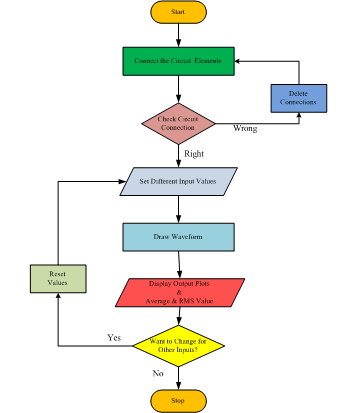 Start
Connect the Circuit Elements
Delete
Connections
Check Circuit
Connection
Wrong
Right
Set Different Input Values
Draw Waveform
Reset
Values
Display Output Plots
&
Average & RMS Value
Want to Change for
Other Inputs?
Yes
No
Stop